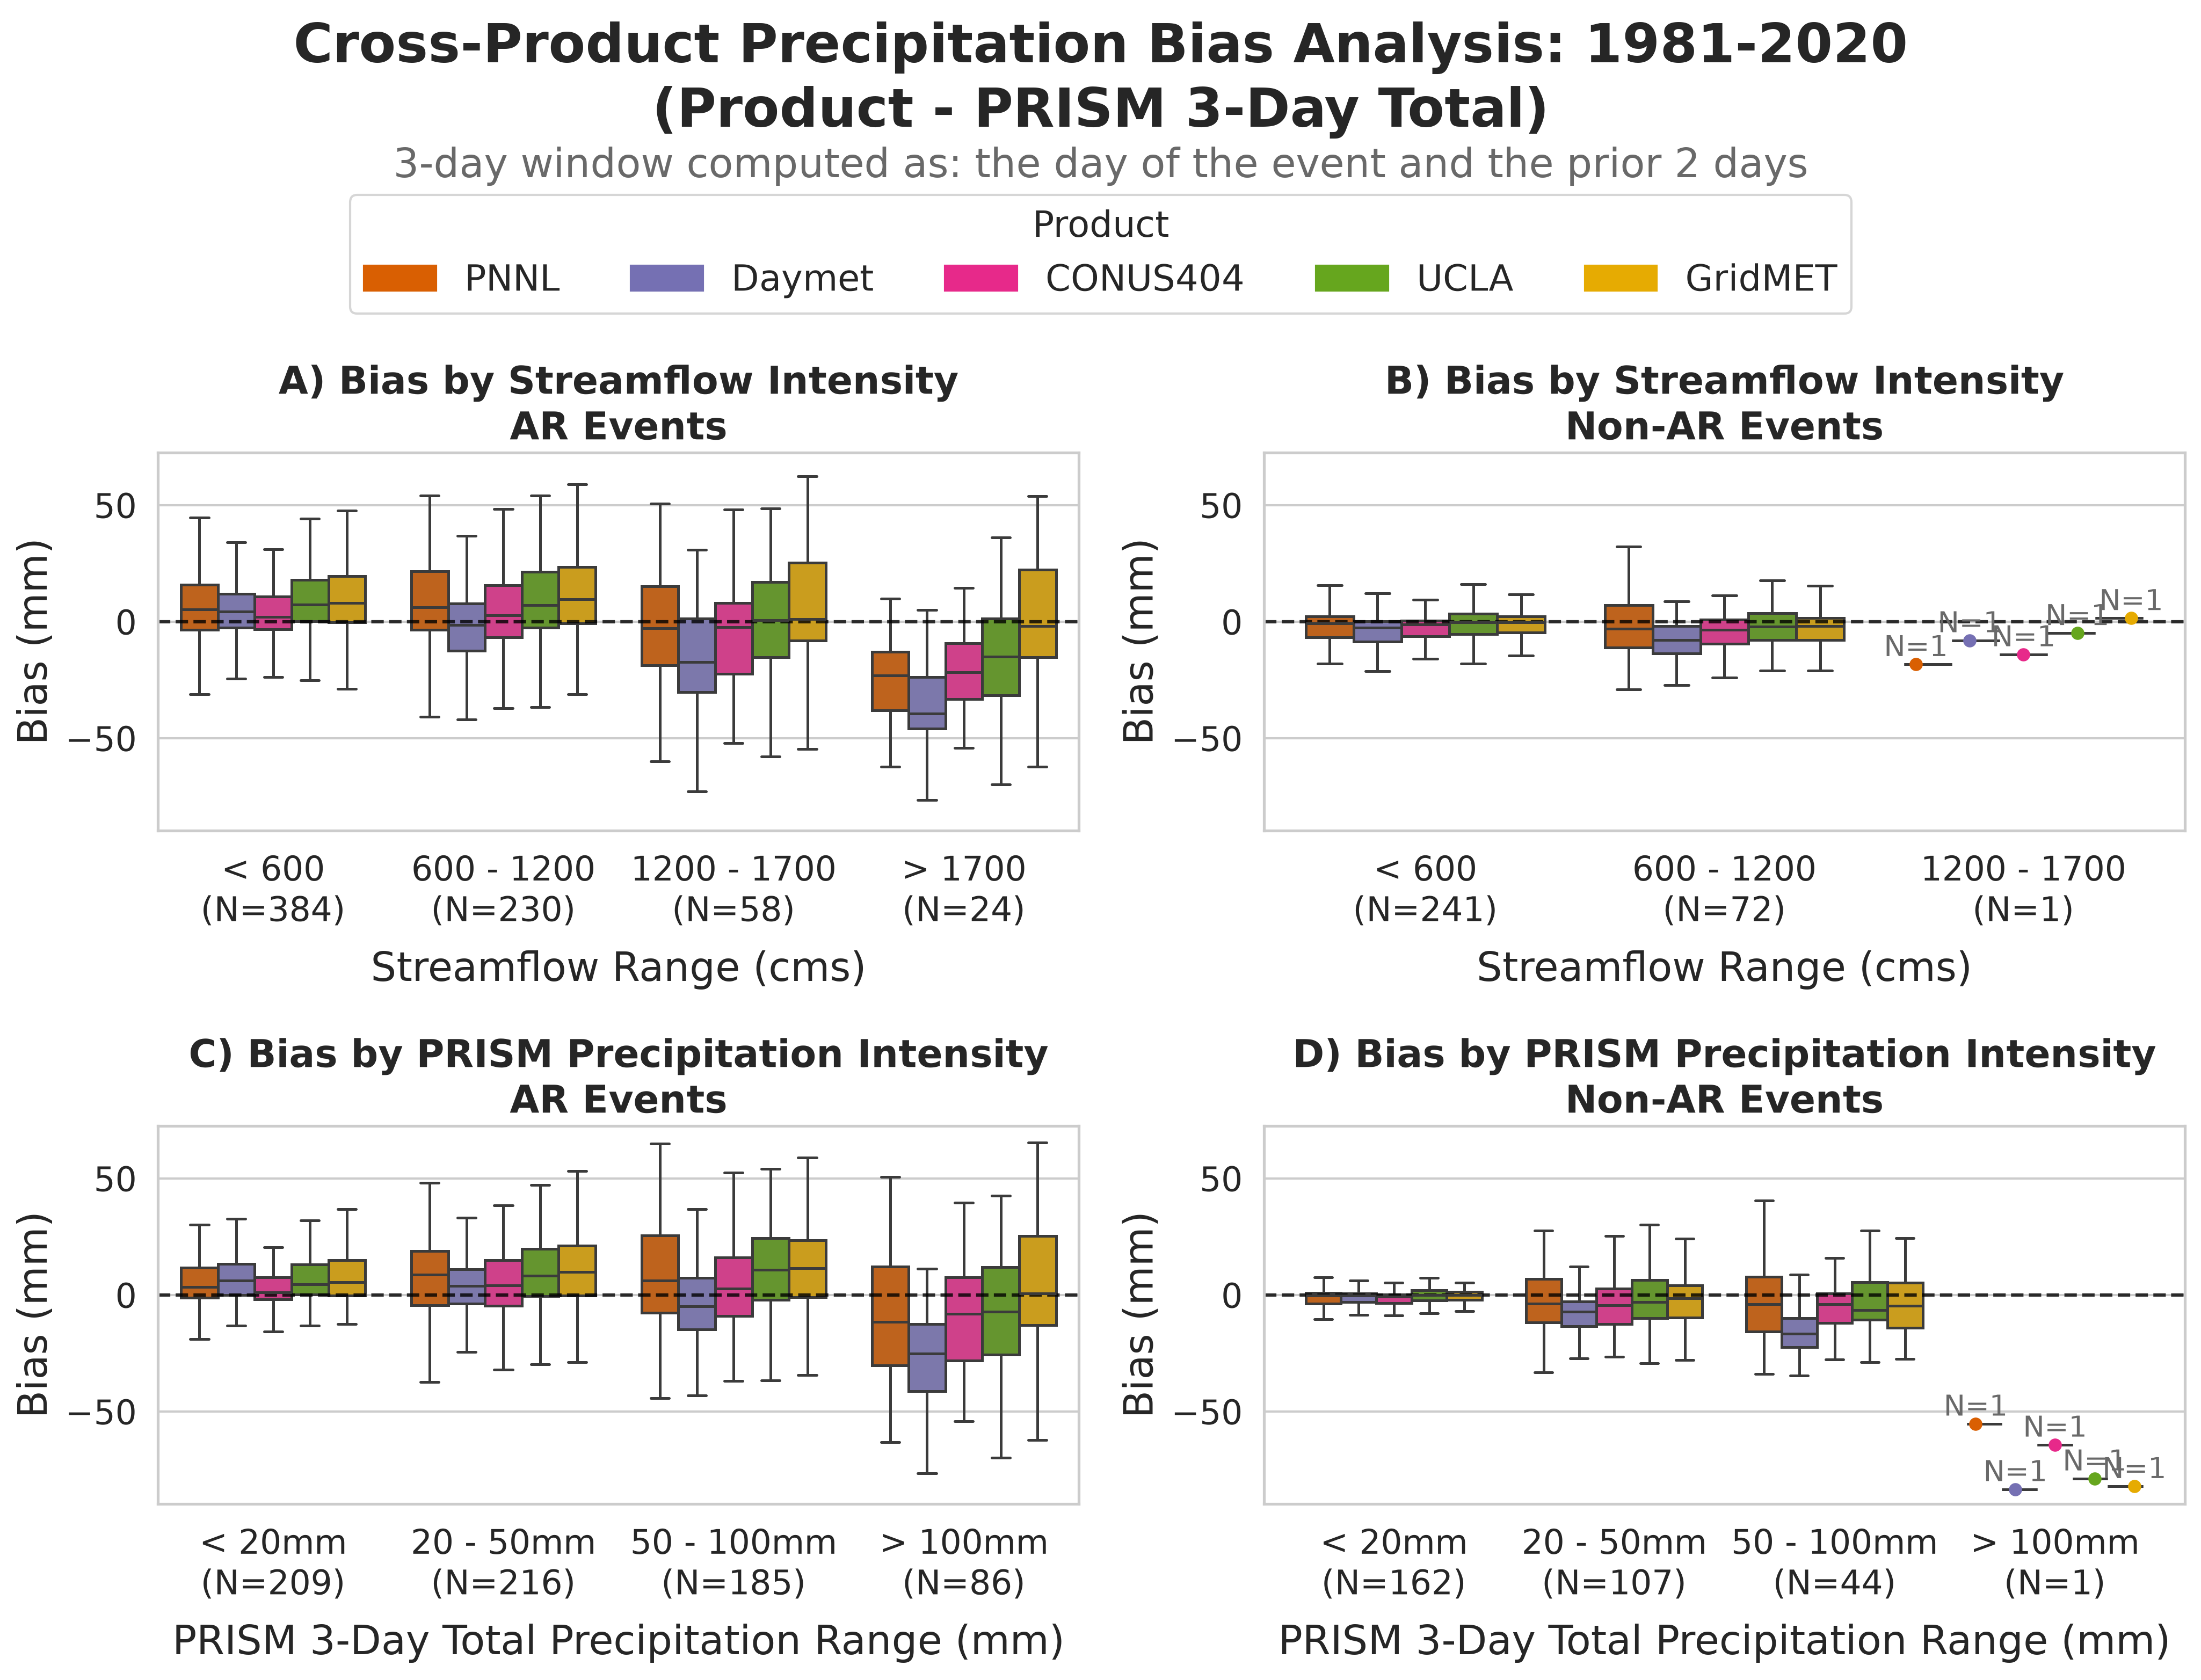 Cross-Product Precipitation Bias Analysis: 1981-2020
(Product - PRISM 3-Day Total)
3-day window computed as: the day of the event and the prior 2 days
Product
PNNL Daymet CONUS404 UCLA GridMET
A) Bias by Streamflow Intensity
AR Events
Bias (mm)
50
0
−50
< 600 600 - 1200 1200 - 1700 > 1700
(N=384) (N=230) (N=58) (N=24)
Streamflow Range (cms)
B) Bias by Streamflow Intensity
Non-AR Events
Bias (mm)
50
0
−50
N=1 N=1 N=1 N=1 N=1
< 600 600 - 1200 1200 - 1700
(N=241) (N=72) (N=1)
Streamflow Range (cms)
C) Bias by PRISM Precipitation Intensity
AR Events
Bias (mm)
50
0
−50
< 20mm 20 - 50mm 50 - 100mm > 100mm
(N=209) (N=216) (N=185) (N=86)
PRISM 3-Day Total Precipitation Range (mm)
D) Bias by PRISM Precipitation Intensity
Non-AR Events
Bias (mm)
50
0
−50
N=1 N=1 N=1 N=1 N=1
< 20mm 20 - 50mm 50 - 100mm > 100mm
(N=162) (N=107) (N=44) (N=1)
PRISM 3-Day Total Precipitation Range (mm)